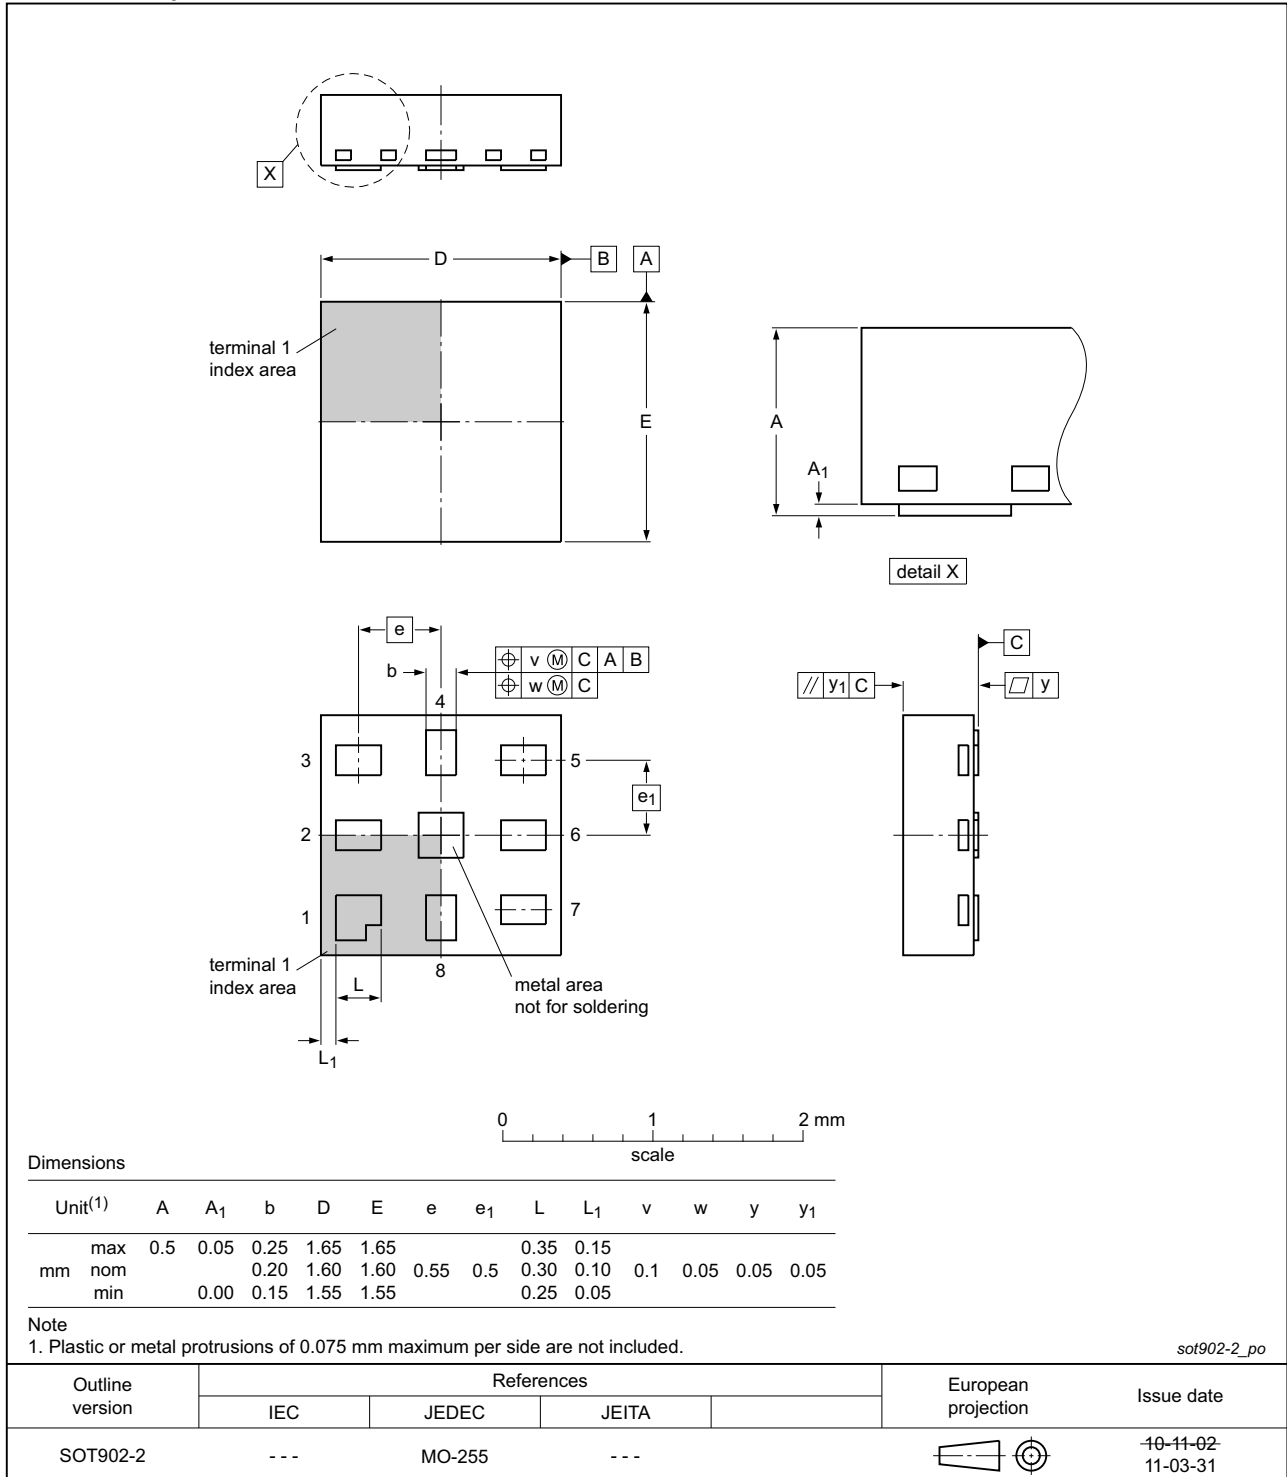 X
D
B
A
terminal 1
index area
E
A
A1
detail X
e
b
v M C A B
w M C
4
3
5
2
6
e1
1
7
8
terminal 1
index area
L
L1
metal area
not for soldering
C
// y1 C
y
0 1 2 mm
scale
Dimensions
Unit(1) A A1 b D E e e1 L L1 v w y y1
max 0.5 0.05 0.25 1.65 1.65 0.35 0.15
mm nom 0.20 1.60 1.60 0.55 0.5 0.30 0.10 0.1 0.05 0.05 0.05
min 0.00 0.15 1.55 1.55 0.25 0.05
Note
1. Plastic or metal protrusions of 0.075 mm maximum per side are not included.
sot902-2_po
Outline version
References
European projection
Issue date
IEC JEDEC JEITA
SOT902-2 - - - MO-255 - - -
10-11-02
11-03-31